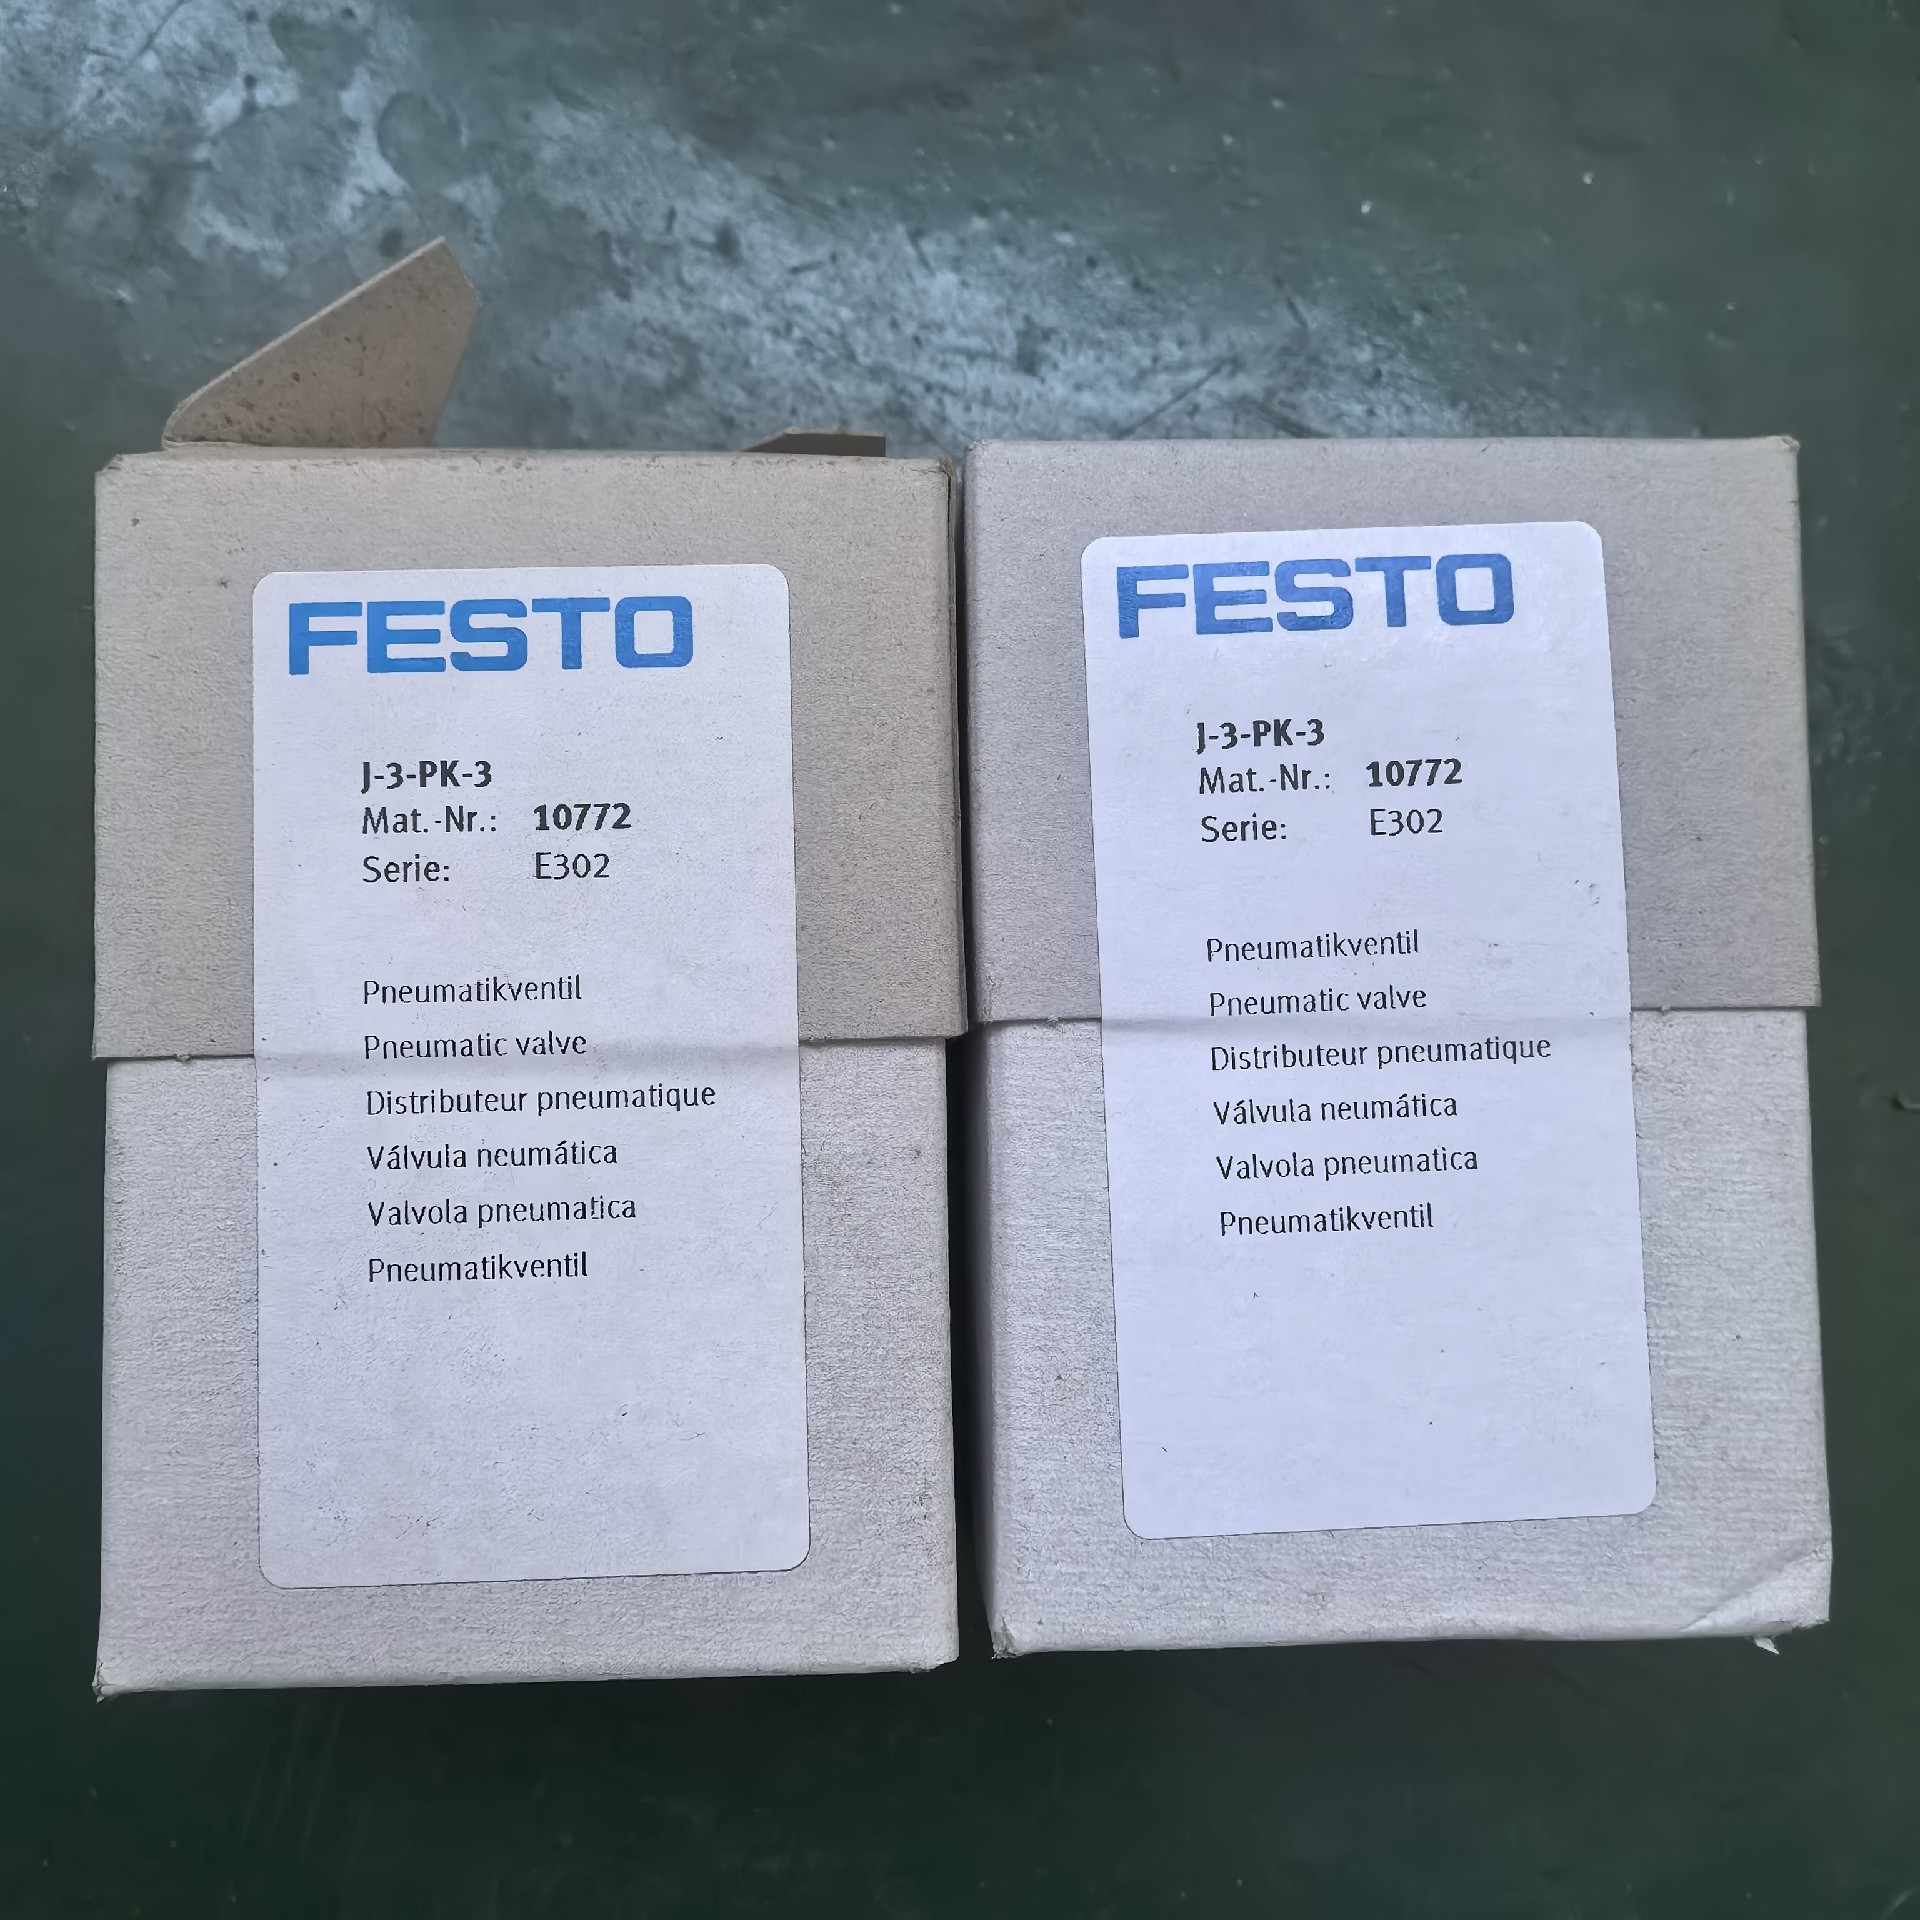 FESTO
J-3-PK-3
Mat.-Nr.: 10772
Serie: E302
Pneumatikventil
Pneumatic valve
Distributeur pneumatique
Válvula neumática
Valvola pneumatica
Pneumatikventil
FESTO
J-3-PK-3
Mat.-Nr.: 10772
Serie: E302
Pneumatikventil
Pneumatic valve
Distributeur pneumatique
Válvula neumática
Valvola pneumatica
Pneumatikventil